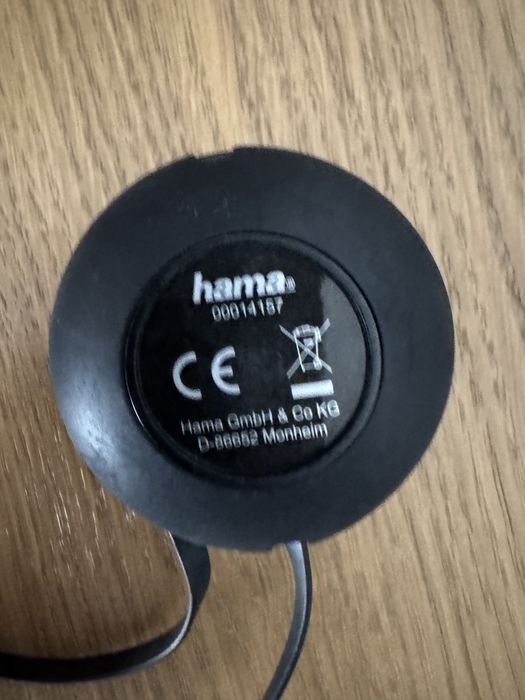 hama®
00014157
CE
Hama GmbH & Co KG
D-86652 Monheim